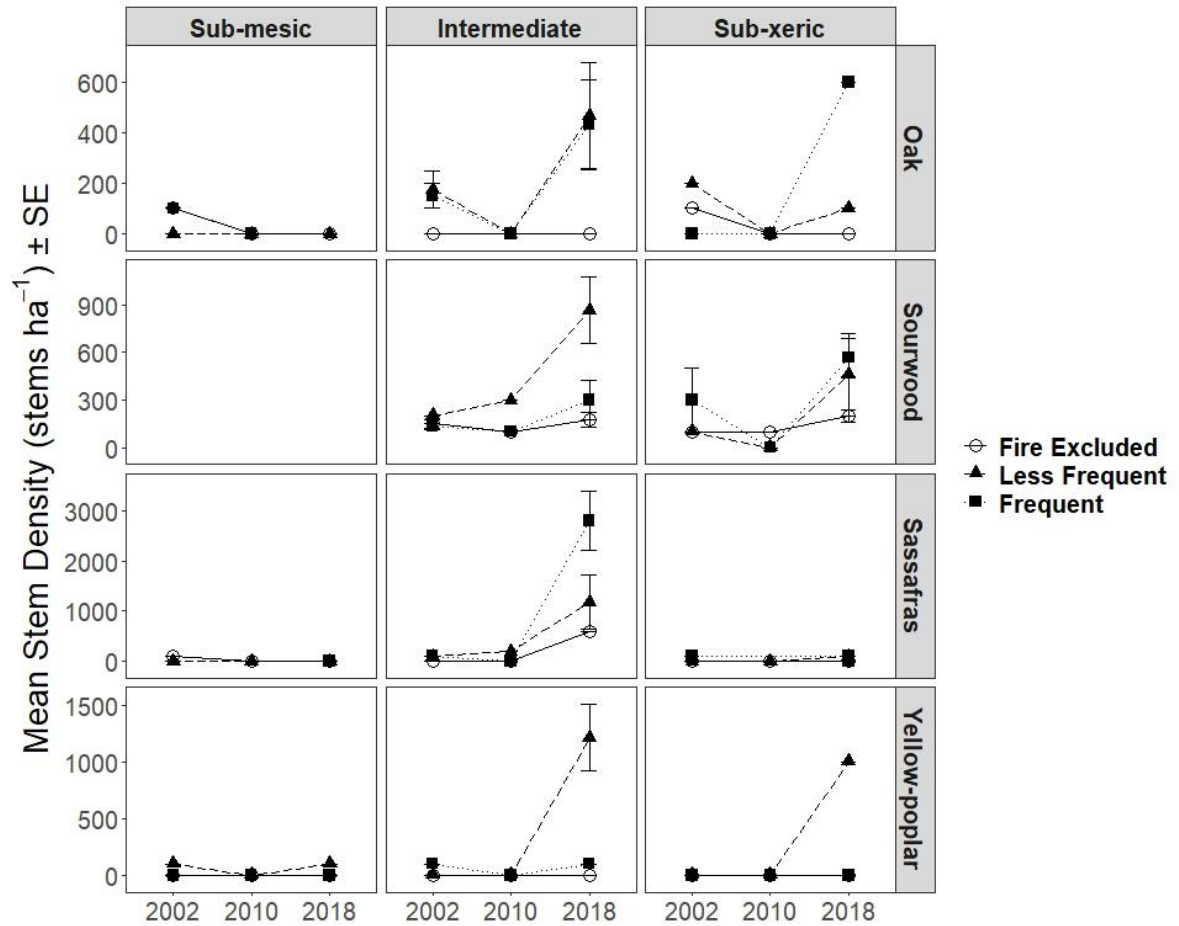 Sub-mesic Intermediate Sub-xeric
Mean Stem Density (stems ha⁻¹) ± SE
600
400
200
0
Oak
900
600
300
0
Sourwood
3000
2000
1000
0
Sassafras
1500
1000
500
0
Yellow-poplar
2002 2010 2018 2002 2010 2018 2002 2010 2018
Fire Excluded
Less Frequent
Frequent